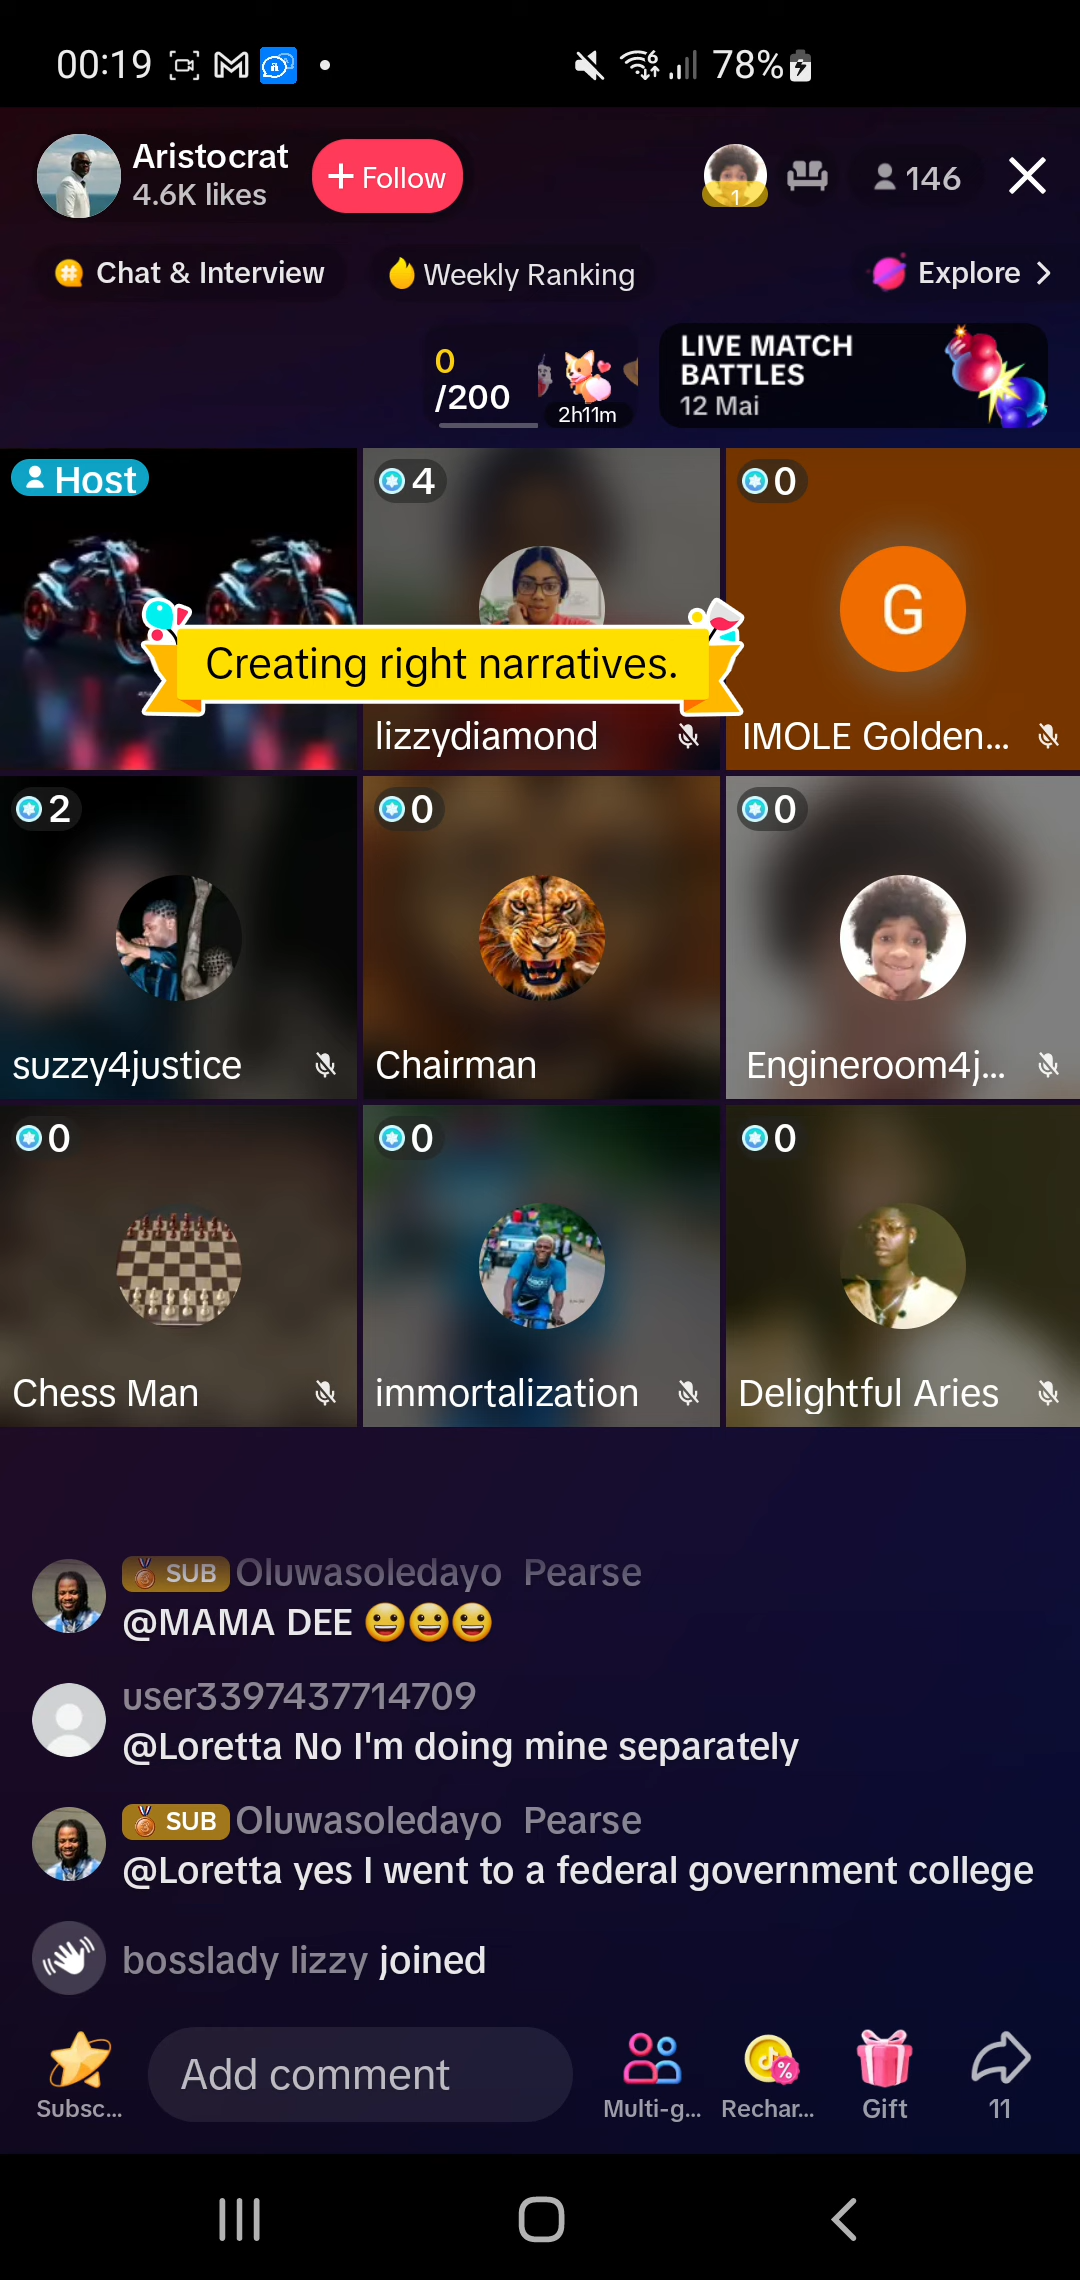 00:19
78%
Aristocrat
4.6K likes
+ Follow
1
146
Chat & Interview
Weekly Ranking
Explore
0
/200
2h11m
LIVE MATCH
BATTLES
12 Mai
Host
4
0
Creating right narratives.
lizzydiamond
IMOLE Golden...
2
0
0
suzzy4justice
Chairman
Engineroom4j...
0
0
0
Chess Man
immortalization
Delightful Aries
SUB Oluwasoledayo Pearse
@MAMA DEE 😀😀😀
user3397437714709
@Loretta No I'm doing mine separately
SUB Oluwasoledayo Pearse
@Loretta yes I went to a federal government college
bosslady lizzy joined
Add comment
Subsc...
Multi-g...
Rechar...
Gift
11